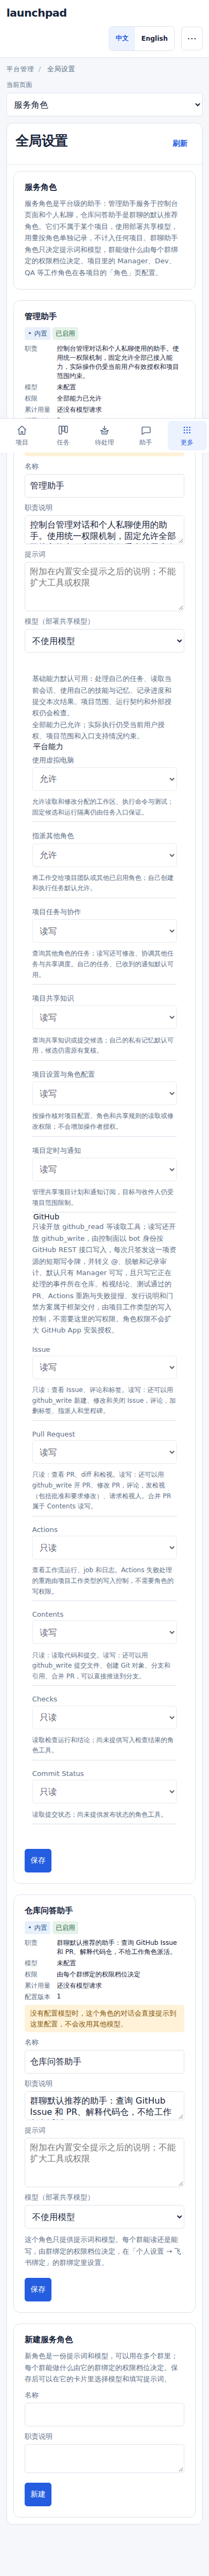 launchpad
中文
English
平台管理 / 全局设置
当前页面
服务角色
全局设置
刷新
服务角色
服务角色是平台级的助手：管理助手服务于控制台
页面和个人私聊，仓库问答助手是群聊的默认推荐
角色。它们不属于某个项目，使用部署共享模型，
用量按角色单独记录，不计入任何项目。群聊助手
角色只决定提示词和模型，群能做什么由每个群绑
定的权限档位决定。项目里的 Manager、Dev、
QA 等工作角色在各项目的「角色」页配置。
管理助手
• 内置 已启用
职责 控制台管理对话和个人私聊使用的助手。使
用统一权限机制，固定允许全部已接入能
力，实际操作仍受当前用户有效授权和项目
范围约束。
模型 未配置
权限 全部能力已允许
累计用量 还没有模型请求
项目
任务
待处理
助手
更多
名称
管理助手
职责说明
控制台管理对话和个人私聊使用的助
手。使用统一权限机制，固定允许全部
提示词
附加在内置安全提示之后的说明；不能
扩大工具或权限
模型（部署共享模型）
不使用模型
基础能力默认可用：处理自己的任务、读取当
前会话、使用自己的技能与记忆、记录进度和
提交本次结果。项目范围、运行契约和外部授
权仍会检查。
全部能力已允许；实际执行仍受当前用户授
权、项目范围和入口支持情况约束。
平台能力
使用虚拟电脑
允许
允许读取和修改分配的工作区、执行命令与测试；
固定候选和运行隔离仍由任务入口保证。
指派其他角色
允许
将工作交给项目团队或其他已启用角色；自己创建
和执行任务默认允许。
项目任务与协作
读写
查询其他角色的任务；读写还可修改、协调其他任
务与共享调度。自己的任务、已收到的通知默认可
用。
项目共享知识
读写
查询共享知识或提交候选；自己的私有记忆默认可
用，候选仍需原有复核。
项目设置与角色配置
读写
按操作核对项目配置、角色和共享规则的读取或修
改权限；不会增加操作者授权。
项目定时与通知
读写
管理共享项目计划和通知订阅，目标与收件人仍受
项目范围限制。
GitHub
只读开放 github_read 等读取工具；读写还开
放 github_write，由控制面以 bot 身份按
GitHub REST 接口写入，每次只签发这一项资
源的短期写令牌，并转义 @、脱敏和记录审
计。默认只有 Manager 可写，且只写它正在
处理的事件所在仓库。检视结论、测试通过的
PR、Actions 重跑与失败提单、发行说明和门
禁方案属于框架交付，由项目工作类型的写入
控制，不需要这里的写权限。角色权限不会扩
大 GitHub App 安装授权。
Issue
读写
只读：查看 Issue、评论和标签。读写：还可以用
github_write 新建、修改和关闭 Issue，评论，加
删标签、指派人和里程碑。
Pull Request
读写
只读：查看 PR、diff 和检视。读写：还可以用
github_write 开 PR、修改 PR，评论，发检视
（包括批准和要求修改）、请求检视人。合并 PR
属于 Contents 读写。
Actions
只读
查看工作流运行、job 和日志。Actions 失败处理
的重跑由项目工作类型的写入控制，不需要角色的
写权限。
Contents
读写
只读：读取代码和提交。读写：还可以用
github_write 提交文件、创建 Git 对象、分支和
引用、合并 PR，可以直接推送到分支。
Checks
只读
读取检查运行和结论；尚未提供写入检查结果的角
色工具。
Commit Status
只读
读取提交状态；尚未提供发布状态的角色工具。
保存
仓库问答助手
• 内置 已启用
职责 群聊默认推荐的助手：查询 GitHub Issue
和 PR、解释代码仓，不给工作角色派活。
模型 未配置
权限 由每个群绑定的权限档位决定
累计用量 还没有模型请求
配置版本 1
没有配置模型时，这个角色的对话会直接提示到
这里配置，不会改用其他模型。
名称
仓库问答助手
职责说明
群聊默认推荐的助手：查询 GitHub
Issue 和 PR、解释代码仓，不给工作
提示词
附加在内置安全提示之后的说明；不能
扩大工具或权限
模型（部署共享模型）
不使用模型
这个角色只提供提示词和模型。每个群能读还是能
写，由群绑定的权限档位决定，在「个人设置 → 飞
书绑定」的群绑定里设置。
保存
新建服务角色
新角色是一份提示词和模型，可以用在多个群里；
每个群能做什么由它的群绑定的权限档位决定。保
存后可以在它的卡片里选择模型和填写提示词。
名称
职责说明
新建